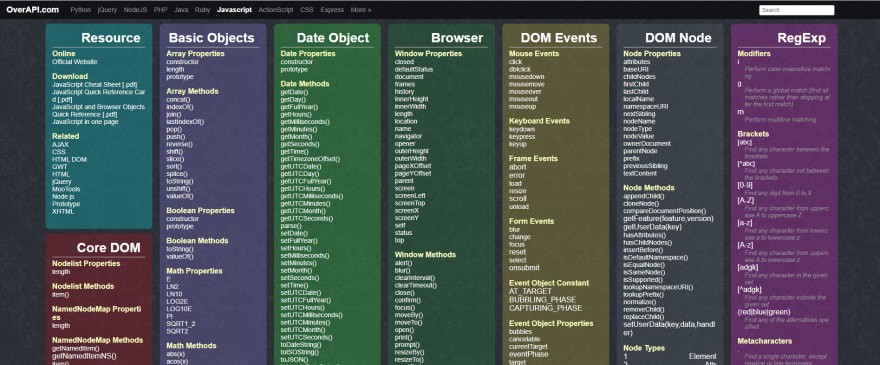 OverAPI.com Python jQuery NodeJS PHP Java Ruby Javascript ActionScript CSS Express More »
Search
Resource
Online
Official Website
Download
JavaScript Cheat Sheet [.pdf]
JavaScript Quick Reference Car
d [.pdf]
JavaScript and Browser Objects
Quick Reference [.pdf]
JavaScript in one page
Related
AJAX
CSS
HTML DOM
GWT
HTML
jQuery
MooTools
Node.js
Prototype
XHTML
Core DOM
Nodelist Properties
length
Nodelist Methods
item()
NamedNodeMap Properti
es
length
NamedNodeMap Methods
getNamedItem()
getNamedItemNS()
item()
Basic Objects
Array Properties
constructor
length
prototype
Array Methods
concat()
indexOf()
join()
lastIndexOf()
pop()
push()
reverse()
shift()
slice()
sort()
splice()
toString()
unshift()
valueOf()
Boolean Properties
constructor
prototype
Boolean Methods
toString()
valueOf()
Math Properties
E
LN2
LN10
LOG2E
LOG10E
PI
SQRT1_2
SQRT2
Math Methods
abs(x)
acos(x)
Date Object
Date Properties
constructor
prototype
Date Methods
getDate()
getDay()
getFullYear()
getHours()
getMilliseconds()
getMinutes()
getMonth()
getSeconds()
getTime()
getTimezoneOffset()
getUTCDate()
getUTCDay()
getUTCFullYear()
getUTCHours()
getUTCMilliseconds()
getUTCMinutes()
getUTCMonth()
getUTCSeconds()
parse()
setDate()
setFullYear()
setHours()
setMilliseconds()
setMinutes()
setMonth()
setSeconds()
setTime()
setUTCDate()
setUTCFullYear()
setUTCHours()
setUTCMilliseconds()
setUTCMinutes()
setUTCMonth()
setUTCSeconds()
toDateString()
toISOString()
toJSON()
Browser
Window Properties
closed
defaultStatus
document
frames
history
innerHeight
innerWidth
length
location
name
navigator
opener
outerHeight
outerWidth
pageXOffset
pageYOffset
parent
screen
screenLeft
screenTop
screenX
screenY
self
status
top
Window Methods
alert()
blur()
clearInterval()
clearTimeout()
close()
confirm()
focus()
moveBy()
moveTo()
open()
print()
prompt()
resizeBy()
resizeTo()
DOM Events
Mouse Events
click
dblclick
mousedown
mousemove
mouseover
mouseout
mouseup
Keyboard Events
keydown
keypress
keyup
Frame Events
abort
error
load
resize
scroll
unload
Form Events
blur
change
focus
reset
select
onsubmit
Event Object Constant
AT_TARGET
BUBBLING_PHASE
CAPTURING_PHASE
Event Object Properties
bubbles
cancelable
currentTarget
eventPhase
target
DOM Node
Node Properties
attributes
baseURI
childNodes
firstChild
lastChild
localName
namespaceURI
nextSibling
nodeName
nodeType
nodeValue
ownerDocument
parentNode
prefix
previousSibling
textContent
Node Methods
appendChild()
cloneNode()
compareDocumentPosition()
getFeature(feature,version)
getUserData(key)
hasAttributes()
hasChildNodes()
insertBefore()
isDefaultNamespace()
isEqualNode()
isSameNode()
isSupported()
lookupNamespaceURI()
lookupPrefix()
normalize()
removeChild()
replaceChild()
setUserData(key,data,handl
er)
Node Types
1 Element
2 Attr
RegExp
Modifiers
i
Perform case-insensitive matchi
ng
g
Perform a global match (find all
matches rather than stopping af
ter the first match)
m
Perform multiline matching
Brackets
[abc]
Find any character between the
brackets
[^abc]
Find any character not between
the brackets
[0-9]
Find any digit from 0 to 9
[A-Z]
Find any character from upperc
ase A to uppercase Z
[a-z]
Find any character from lowerc
ase a to lowercase z
[A-z]
Find any character from upperc
ase A to lowercase z
[adgk]
Find any character in the given
set
[^adgk]
Find any character outside the
given set
(red|blue|green)
Find any of the alternatives spe
cified
Metacharacters
.
Find a single character, except
newline or line terminator